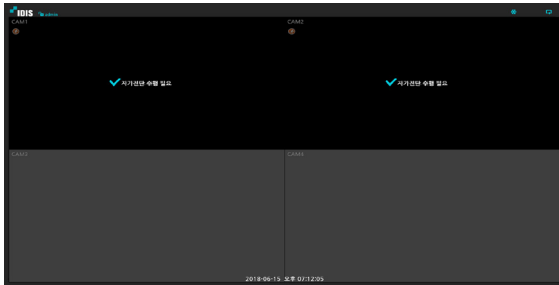 IDIS admin
CAM1
CAM2
자가진단 수행 필요
자가진단 수행 필요
CAM3
CAM4
2018-06-15 오후 07:12:05